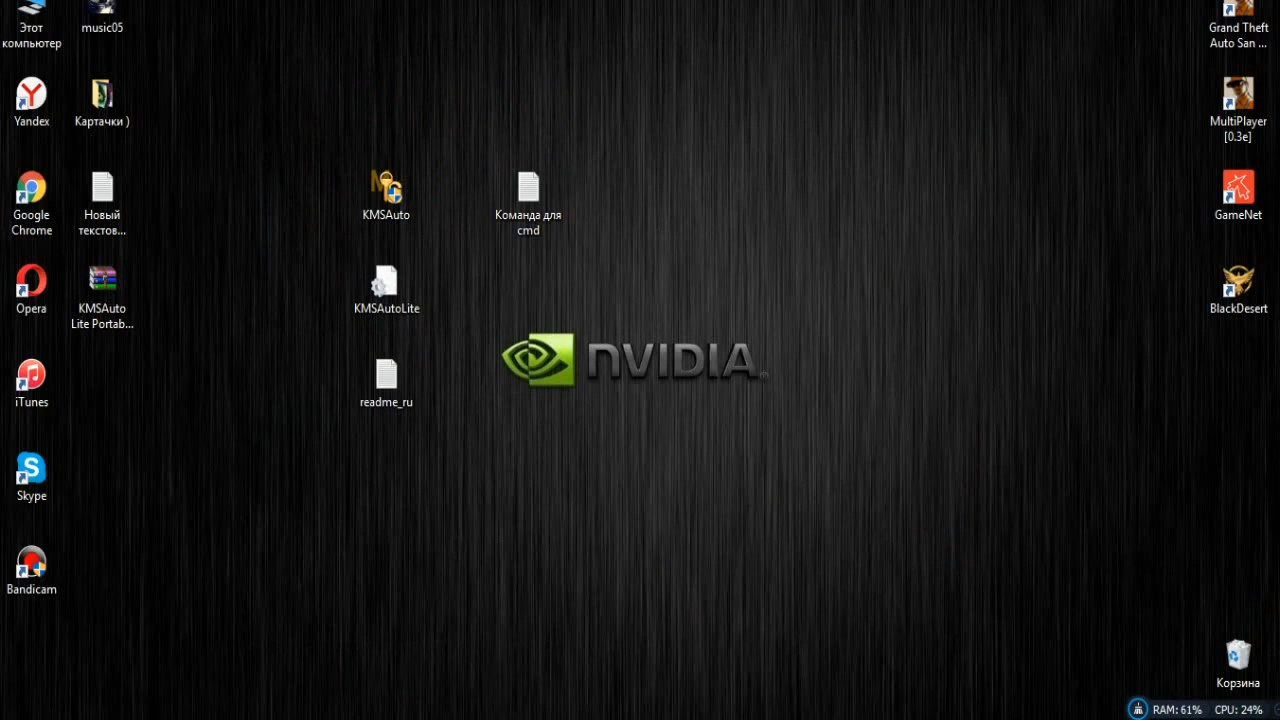 Этот
компьютер
music05
Grand Theft
Auto San ...
Yandex
Картачки )
MultiPlayer
[0.3e]
Google
Chrome
Новый
текстов...
KMSAuto
Команда для
cmd
GameNet
Opera
KMSAuto
Lite Portab...
KMSAutoLite
BlackDesert
NVIDIA
iTunes
readme_ru
Skype
Bandicam
Корзина
RAM: 61% CPU: 24%